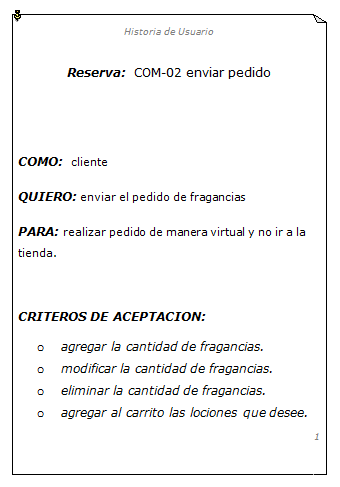 Historia de Usuario
Reserva: COM-02 enviar pedido
COMO: cliente
QUIERO: enviar el pedido de fragancias
PARA: realizar pedido de manera virtual y no ir a la
tienda.
CRITEROS DE ACEPTACION:
o agregar la cantidad de fragancias.
o modificar la cantidad de fragancias.
o eliminar la cantidad de fragancias.
o agregar al carrito las lociones que desee.
1